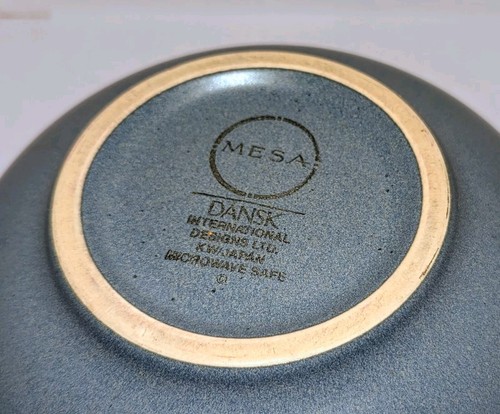 MESA
DANSK
INTERNATIONAL
DESIGNS LTD.
KW/JAPAN
MICROWAVE SAFE
©